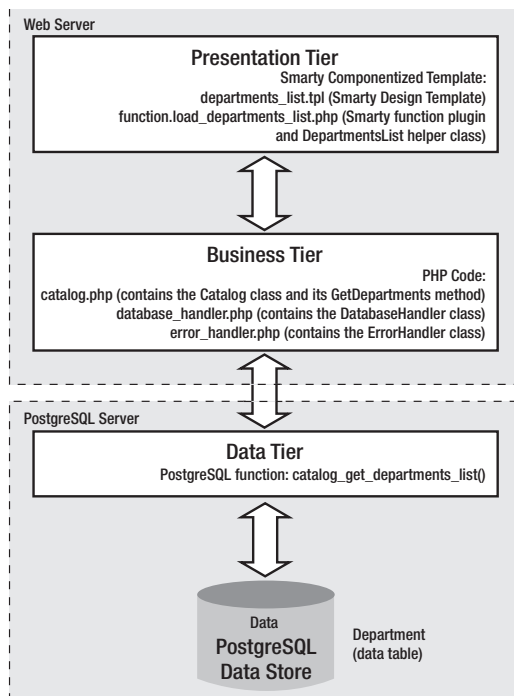 Web Server
Presentation Tier
Smarty Componentized Template:
departments_list.tpl (Smarty Design Template)
function.load_departments_list.php (Smarty function plugin
and DepartmentsList helper class)
Business Tier
PHP Code:
catalog.php (contains the Catalog class and its GetDepartments method)
database_handler.php (contains the DatabaseHandler class)
error_handler.php (contains the ErrorHandler class)
PostgreSQL Server
Data Tier
PostgreSQL function: catalog_get_departments_list()
Data
PostgreSQL
Data Store
Department
(data table)